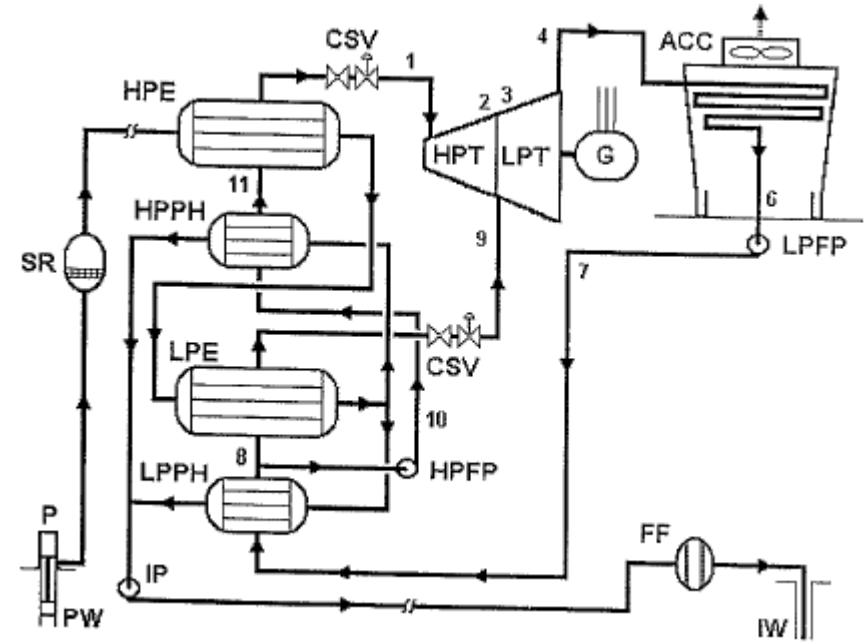 CSV
1
4
ACC
HPE
2
3
HPT
LPT
G
11
HPPH
6
SR
9
LPFP
7
LPE
CSV
10
8
HPFP
LPPH
P
FF
IP
PW
IW